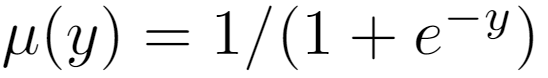 μ(y) = 1/(1 + e^{−y})